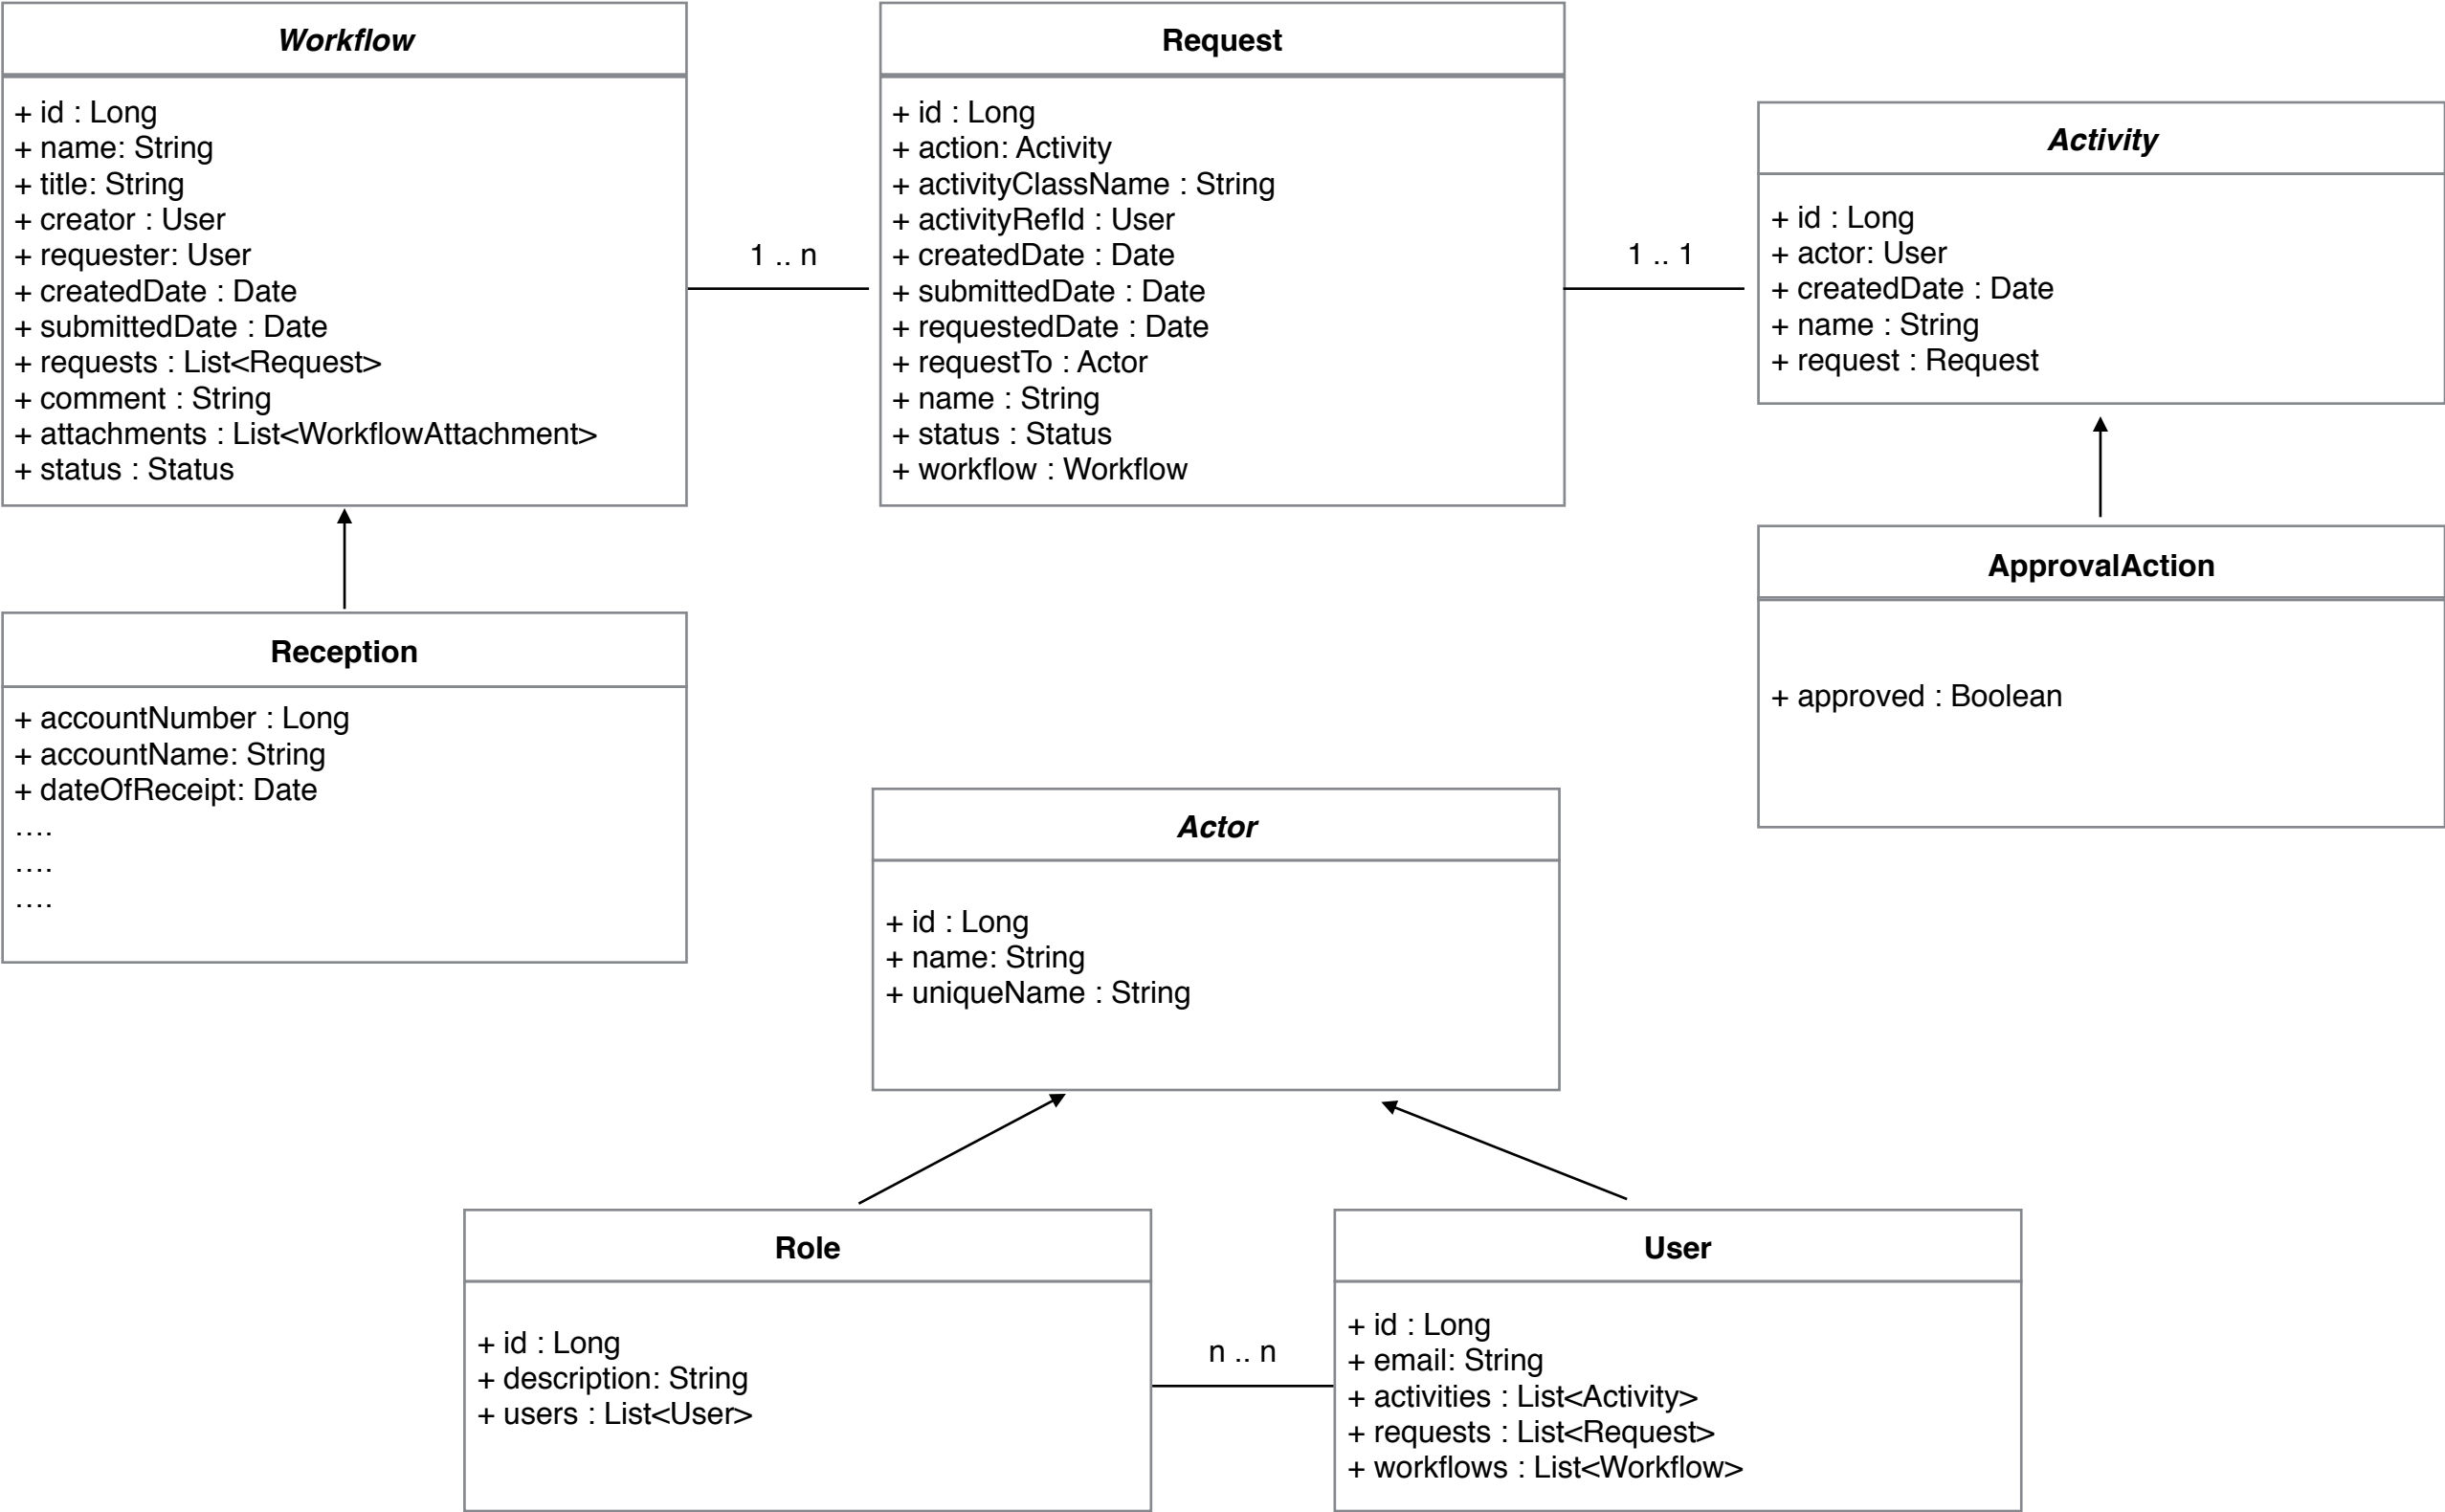 Workflow
+ id : Long
+ name: String
+ title: String
+ creator : User
+ requester: User
+ createdDate : Date
+ submittedDate : Date
+ requests : List<Request>
+ comment : String
+ attachments : List<WorkflowAttachment>
+ status : Status
1 .. n
Request
+ id : Long
+ action: Activity
+ activityClassName : String
+ activityRefId : User
+ createdDate : Date
+ submittedDate : Date
+ requestedDate : Date
+ requestTo : Actor
+ name : String
+ status : Status
+ workflow : Workflow
1 .. 1
Activity
+ id : Long
+ actor: User
+ createdDate : Date
+ name : String
+ request : Request
Reception
+ accountNumber : Long
+ accountName: String
+ dateOfReceipt: Date
....
....
....
ApprovalAction
+ approved : Boolean
Actor
+ id : Long
+ name: String
+ uniqueName : String
Role
+ id : Long
+ description: String
+ users : List<User>
n .. n
User
+ id : Long
+ email: String
+ activities : List<Activity>
+ requests : List<Request>
+ workflows : List<Workflow>